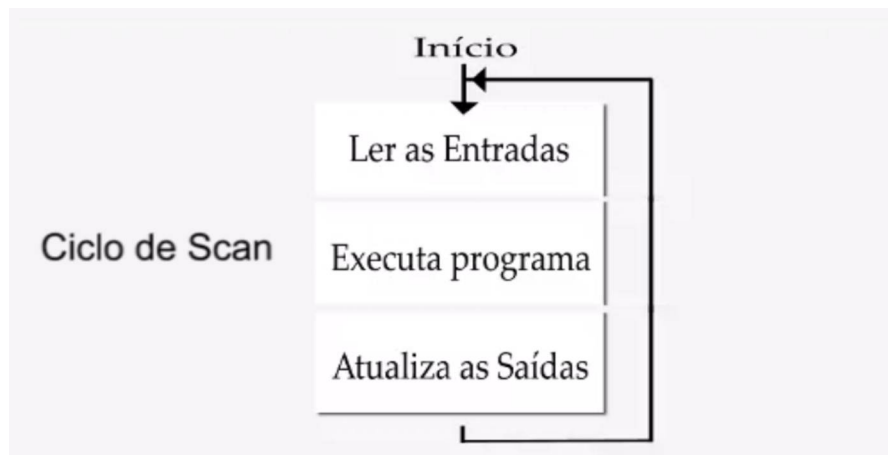 Início
Ler as Entradas
Ciclo de Scan
Executa programa
Atualiza as Saídas